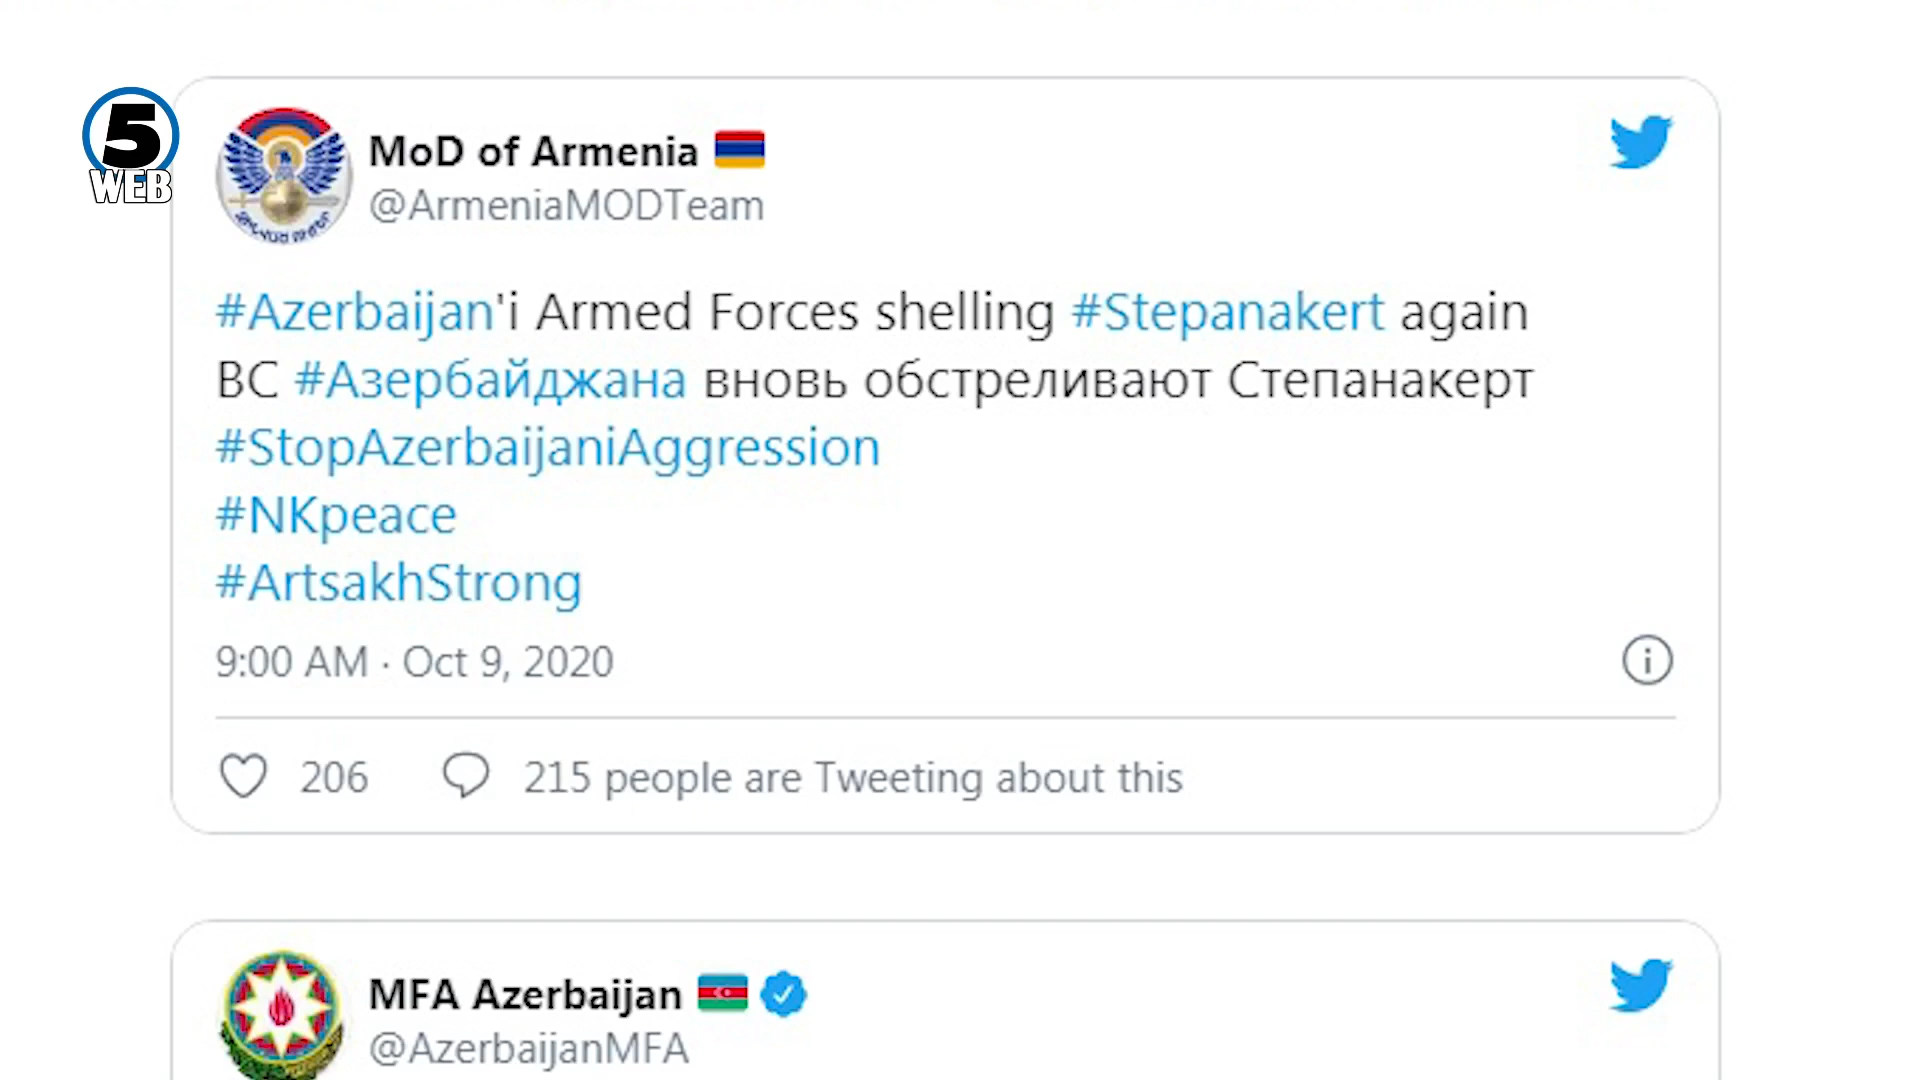 5
WEB
MoD of Armenia
@ArmeniaMODTeam
#Azerbaijan'i Armed Forces shelling #Stepanakert again
ВС #Азербайджана вновь обстреливают Степанакерт
#StopAzerbaijaniAggression
#NKpeace
#ArtsakhStrong
9:00 AM · Oct 9, 2020
206 215 people are Tweeting about this
MFA Azerbaijan
@AzerbaijanMFA